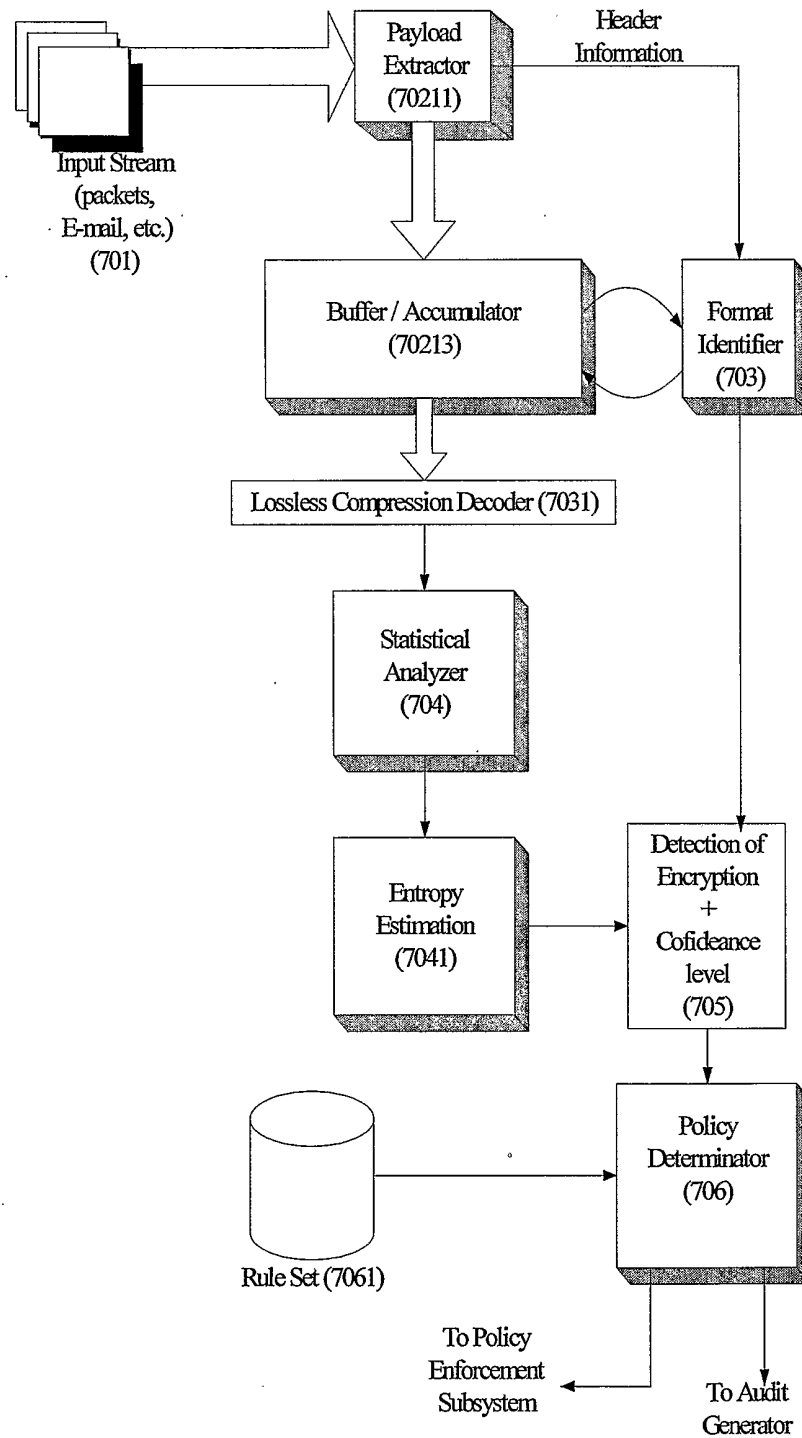 Payload
Extractor
(70211)
Header
Information
Input Stream
(packets,
E-mail, etc.)
(701)
Buffer / Accumulator
(70213)
Format
Identifier
(703)
Lossless Compression Decoder (7031)
Statistical
Analyzer
(704)
Entropy
Estimation
(7041)
Detection of
Encryption
+
Cofideance
level
(705)
Policy
Determinator
(706)
Rule Set (7061)
To Policy
Enforcement
Subsystem
To Audit
Generator